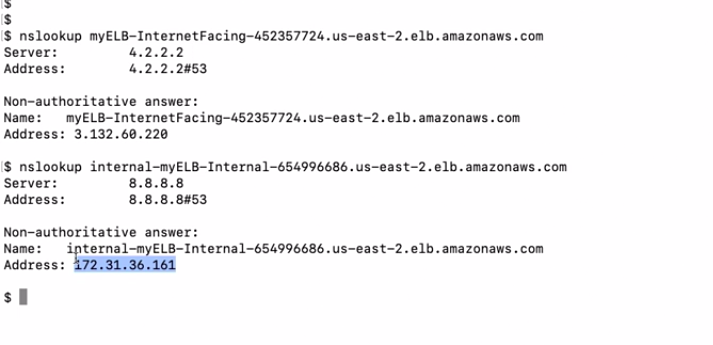 $
$
$ nslookup myELB-InternetFacing-452357724.us-east-2.elb.amazonaws.com
Server: 4.2.2.2
Address: 4.2.2.2#53
Non-authoritative answer:
Name: myELB-InternetFacing-452357724.us-east-2.elb.amazonaws.com
Address: 3.132.60.220
$ nslookup internal-myELB-Internal-654996686.us-east-2.elb.amazonaws.com
Server: 8.8.8.8
Address: 8.8.8.8#53
Non-authoritative answer:
Name: internal-myELB-Internal-654996686.us-east-2.elb.amazonaws.com
Address: 172.31.36.161
$